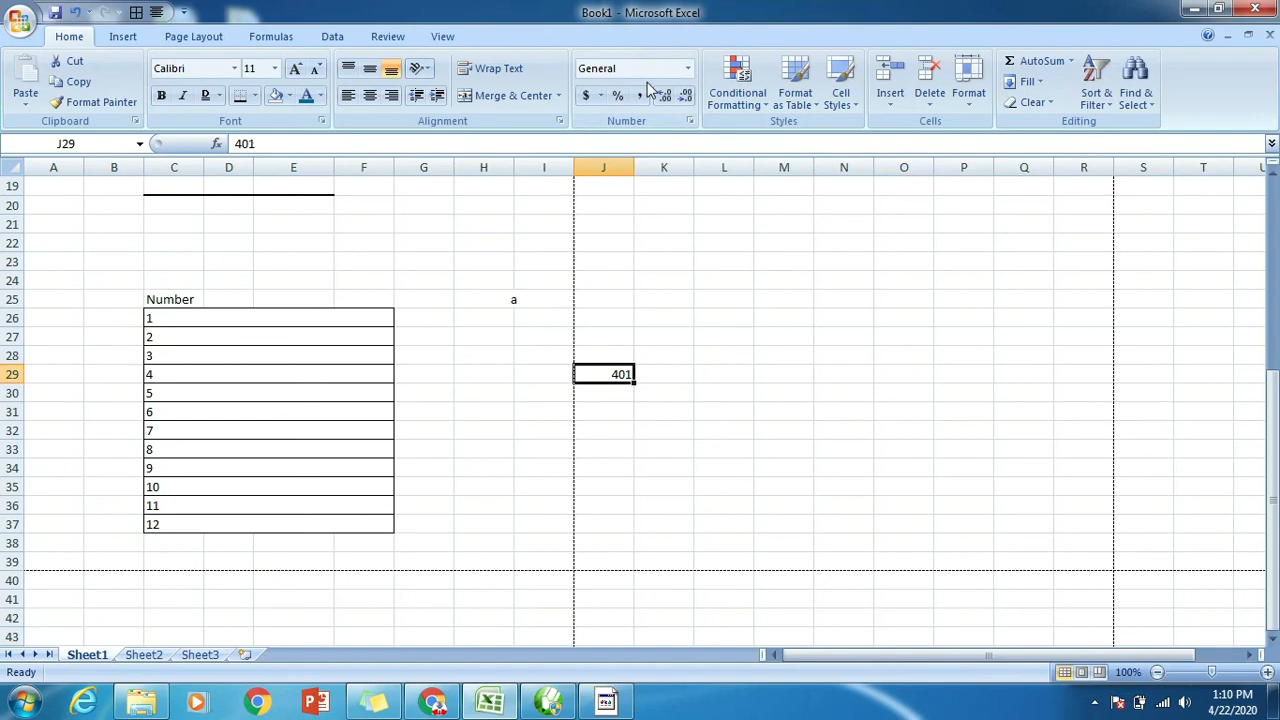 Book1 - Microsoft Excel
Home Insert Page Layout Formulas Data Review View
Paste
Cut
Copy
Format Painter
Clipboard
Calibri 11
B I U
Font
Wrap Text
Merge & Center
Alignment
General
$ % , .00 .00
Number
Conditional Formatting
Format as Table
Cell Styles
Styles
Insert Delete Format
Cells
Σ AutoSum
Fill
Clear
Sort & Filter
Find & Select
Editing
J29 fx 401
A B C D E F G H I J K L M N O P Q R S T U
19
20
21
22
23
24
25 Number a
26 1
27 2
28 3
29 4 401
30 5
31 6
32 7
33 8
34 9
35 10
36 11
37 12
38
39
40
41
42
43
Sheet1 Sheet2 Sheet3
Ready 100%
1:10 PM
4/22/2020